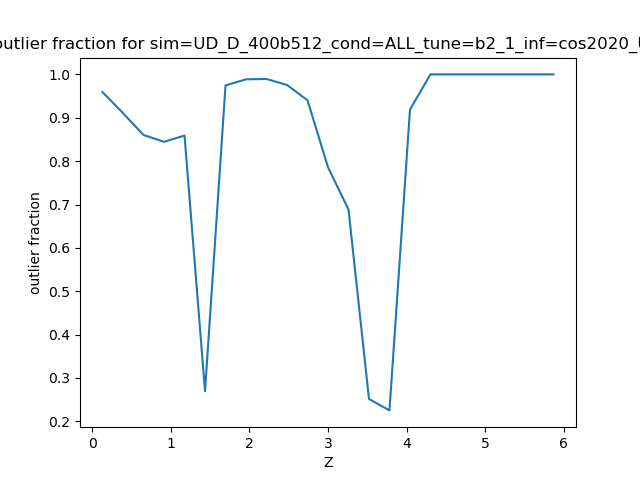 outlier fraction for sim=UD_D_400b512_cond=ALL_tune=b2_1_inf=cos2020_
1.0
0.9
0.8
0.7
0.6
0.5
0.4
0.3
0.2
outlier fraction
0 1 2 3 4 5 6
Z